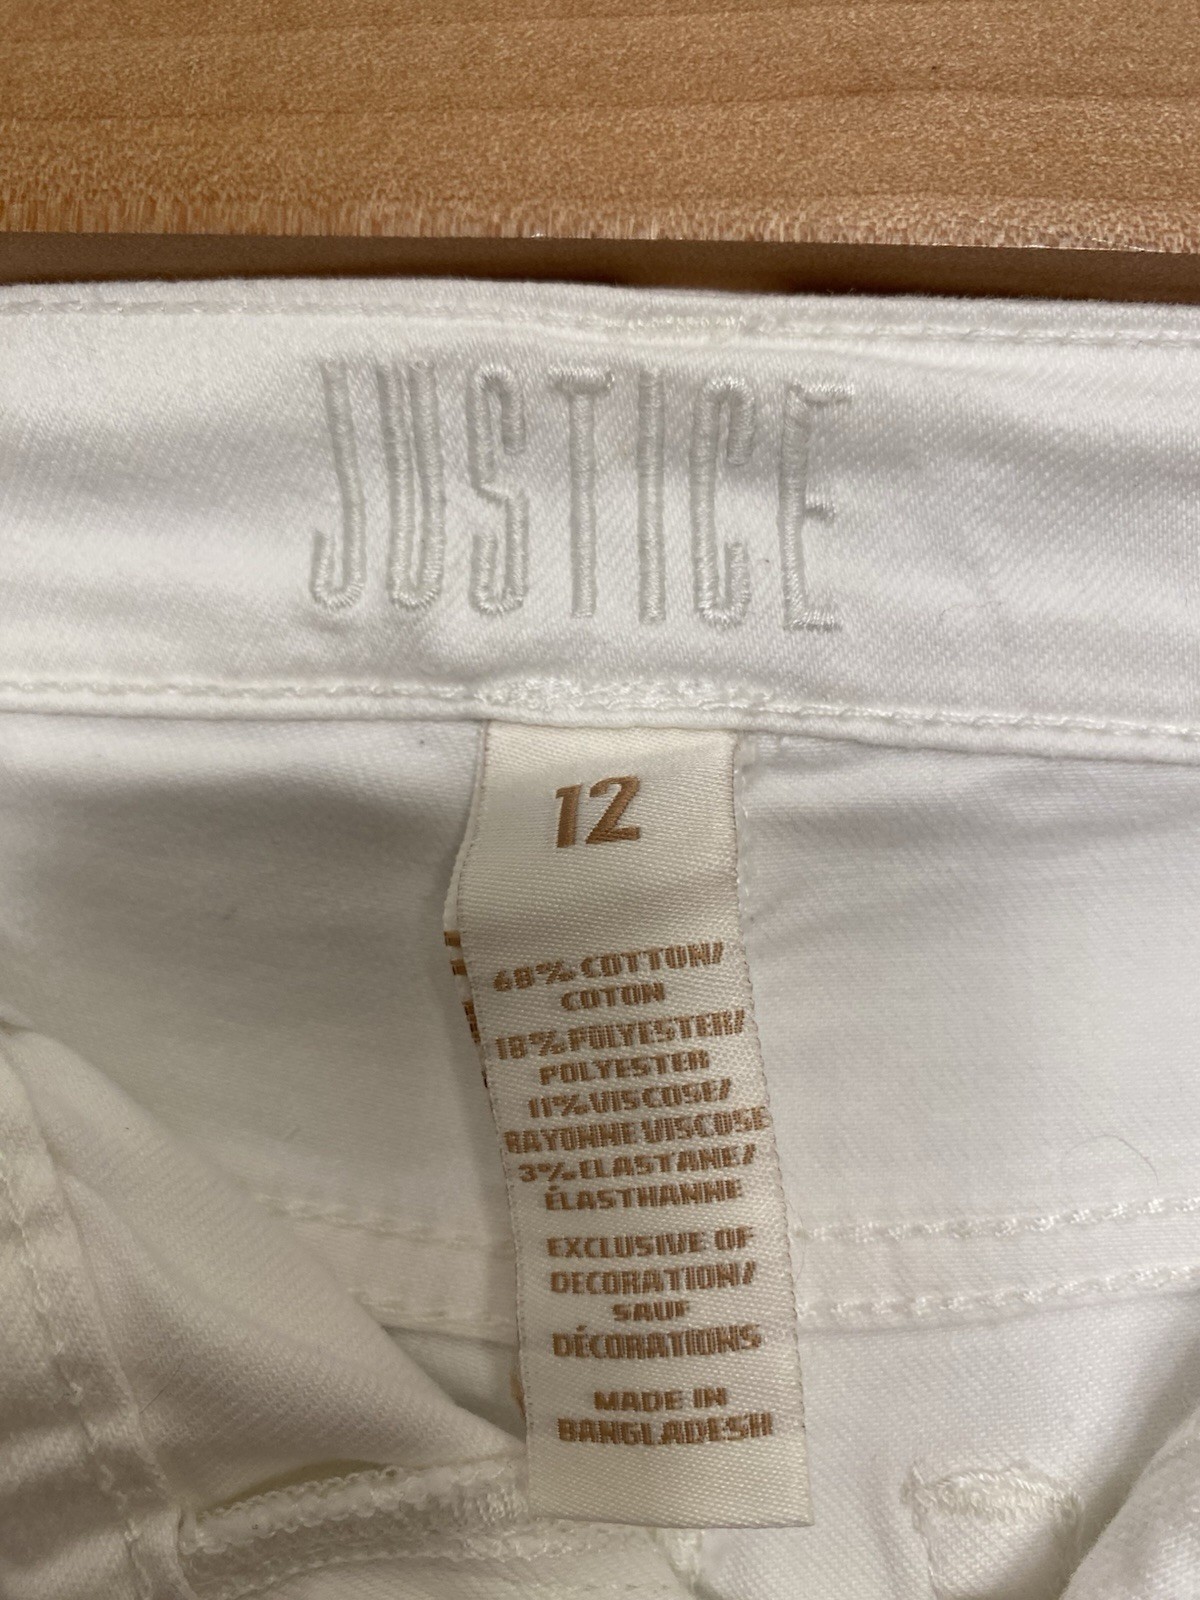 JUSTICE
12
68% COTTON/
COTON
18% POLYESTER/
POLYESTER
11% VISCOSE/
RAYONNE VISCOSE
3% ELASTANE/
ÉLASTHANNE
EXCLUSIVE OF
DECORATION/
SAUF
DÉCORATIONS
MADE IN
BANGLADESH